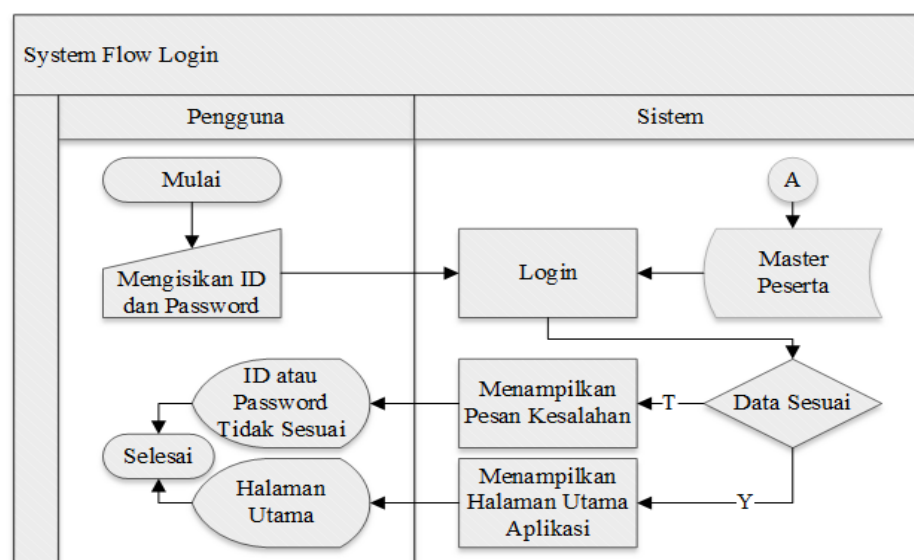 System Flow Login
Pengguna
Sistem
Mulai
A
Mengisikan ID
dan Password
Login
Master
Peserta
ID atau
Password
Tidak Sesuai
Menampilkan
Pesan Kesalahan
T
Data Sesuai
Selesai
Halaman
Utama
Menampilkan
Halaman Utama
Aplikasi
Y